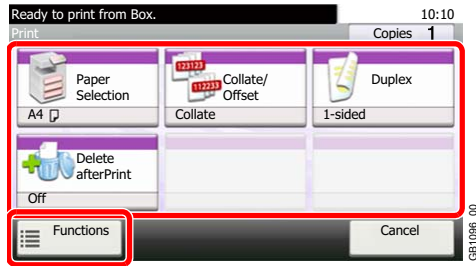 Ready to print from Box.
10:10
Print
Copies 1
Paper
Selection
A4
123123
112233
Collate/
Offset
Collate
Duplex
1-sided
Delete
afterPrint
Off
Functions
Cancel
GB1096_00